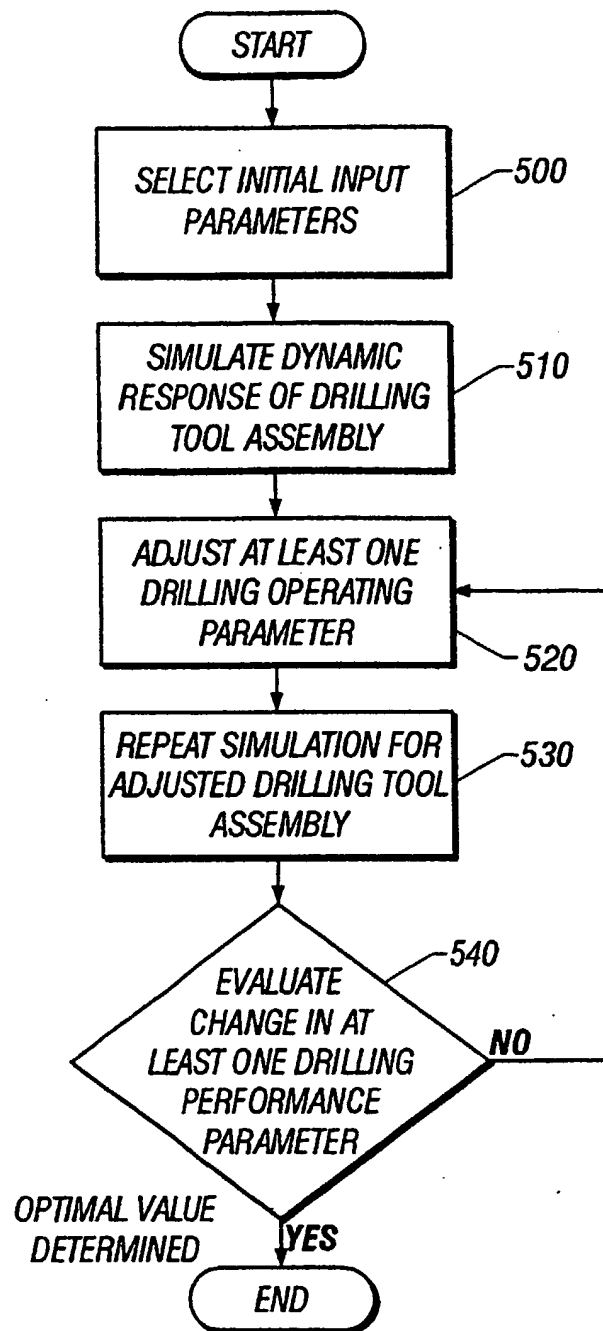 START
SELECT INITIAL INPUT
PARAMETERS
500
SIMULATE DYNAMIC
RESPONSE OF DRILLING
TOOL ASSEMBLY
510
ADJUST AT LEAST ONE
DRILLING OPERATING
PARAMETER
520
REPEAT SIMULATION FOR
ADJUSTED DRILLING TOOL
ASSEMBLY
530
EVALUATE
CHANGE IN AT
LEAST ONE DRILLING
PERFORMANCE
PARAMETER
540
NO
OPTIMAL VALUE
DETERMINED
YES
END